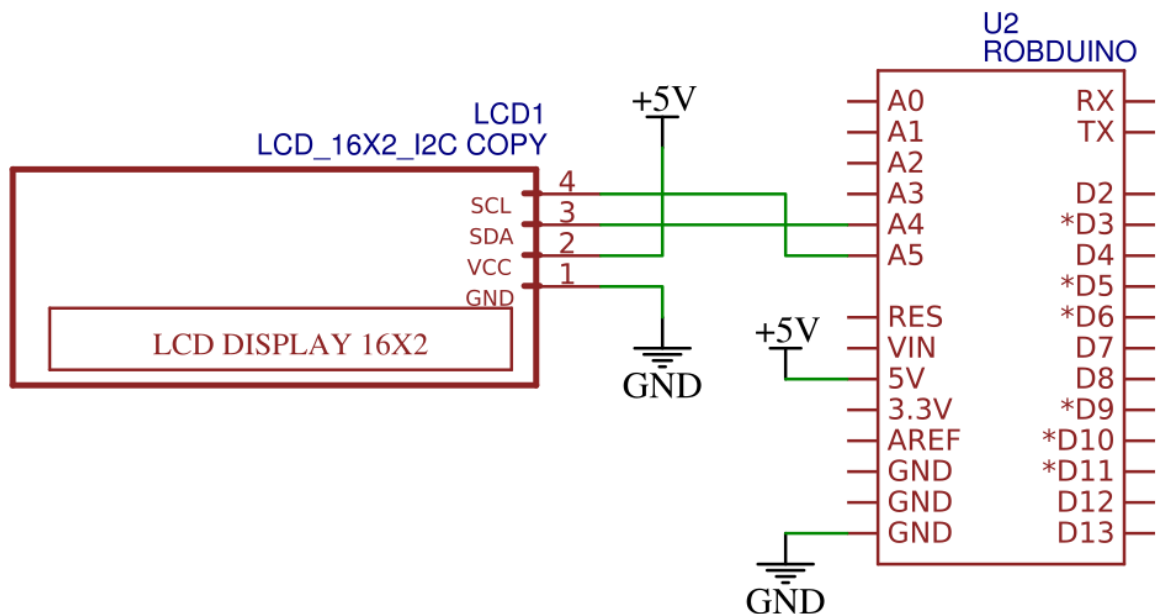 LCD1
LCD_16X2_I2C COPY
4
SCL
3
SDA
2
VCC
1
GND
LCD DISPLAY 16X2
+5V
GND
+5V
GND
U2
ROBDUINO
A0 RX
A1 TX
A2
A3 D2
A4 *D3
A5 D4
*D5
RES *D6
VIN D7
5V D8
3.3V *D9
AREF *D10
GND *D11
GND D12
GND D13